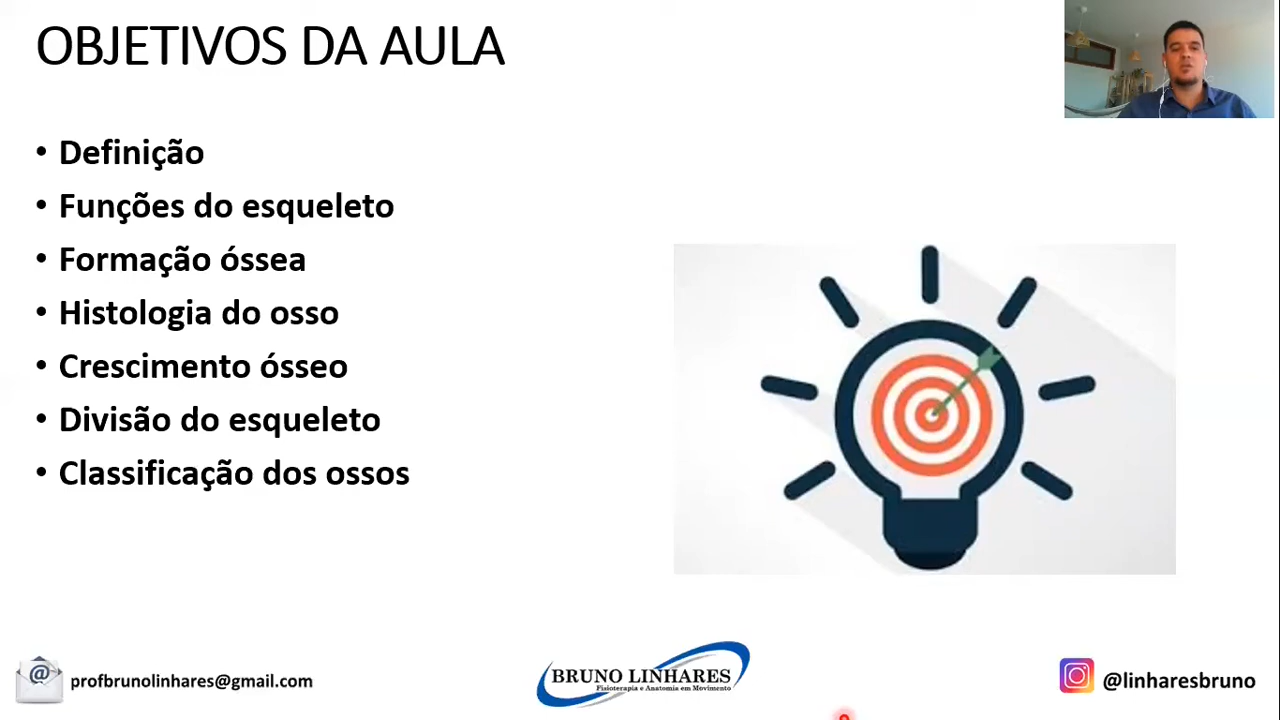 OBJETIVOS DA AULA
• Definição
• Funções do esqueleto
• Formação óssea
• Histologia do osso
• Crescimento ósseo
• Divisão do esqueleto
• Classificação dos ossos
@ profbrunolinhares@gmail.com
BRUNO LINHARES
Fisioterapia e Anatomia em Movimento
@linharesbruno